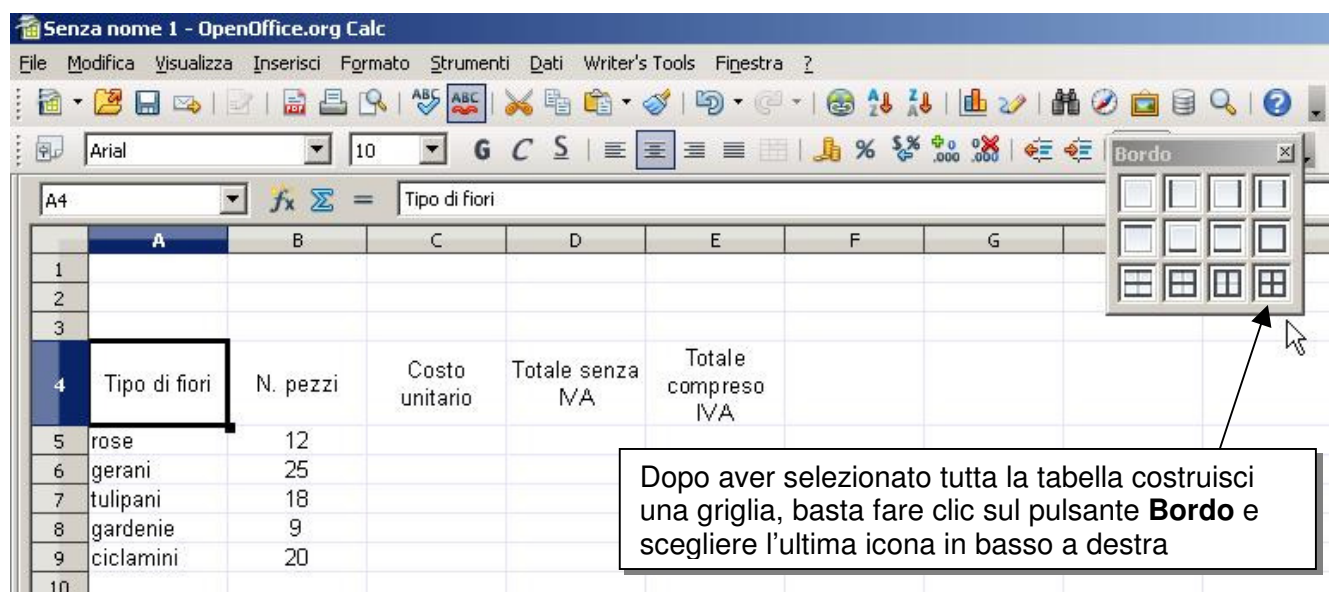 Senza nome 1 - OpenOffice.org Calc
File Modifica Visualizza Inserisci Formato Strumenti Dati Writer's Tools Finestra ?
Arial 10 G C S
Bordo
A4 Tipo di fiori
A B C D E F G
1
2
3
4 Tipo di fiori N. pezzi Costo unitario Totale senza IVA Totale compreso IVA
5 rose 12
6 gerani 25
7 tulipani 18
8 gardenie 9
9 ciclamini 20
10
Dopo aver selezionato tutta la tabella costruisci
una griglia, basta fare clic sul pulsante Bordo e
scegliere l'ultima icona in basso a destra